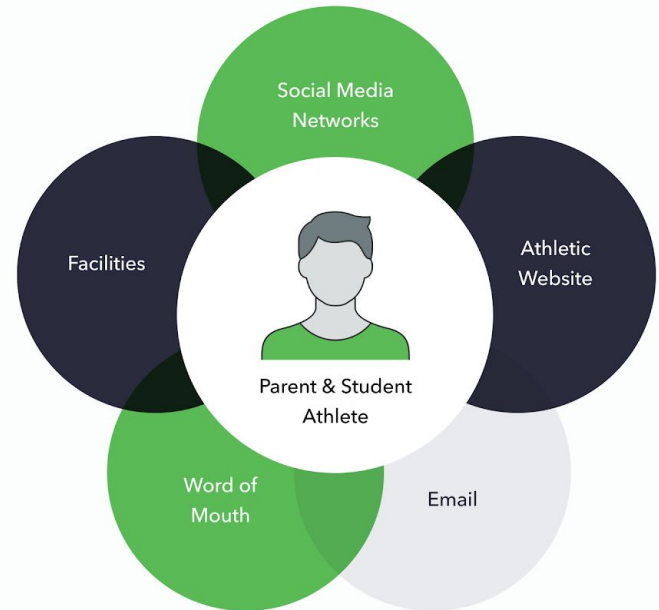 Social Media
Networks
Facilities
Athletic
Website
Parent & Student
Athlete
Word of
Mouth
Email